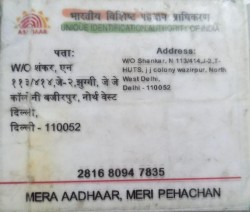 भारतीय विशिष्ट पहचान प्राधिकरण
UNIQUE IDENTIFICATION AUTHORITY OF INDIA
AADHAAR
पता:
W/O शंकर, एन
११३/४१४,जे-२,झुग्गी, जे जे
कॉलोनी वजीरपुर, नोर्थ वेस्ट
दिल्ली,
दिल्ली - 110052
Address:
W/O Shankar, N 113/414,J-2,
HUTS, j j colony wazirpur, North
West Delhi,
Delhi - 110052
2816 8094 7835
MERA AADHAAR, MERI PEHACHAN